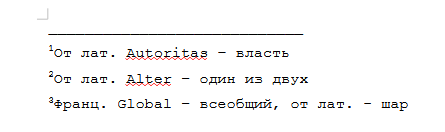 ¹От лат. Autoritas – власть
²От лат. Alter – один из двух
³Франц. Global – всеобщий, от лат. – шар